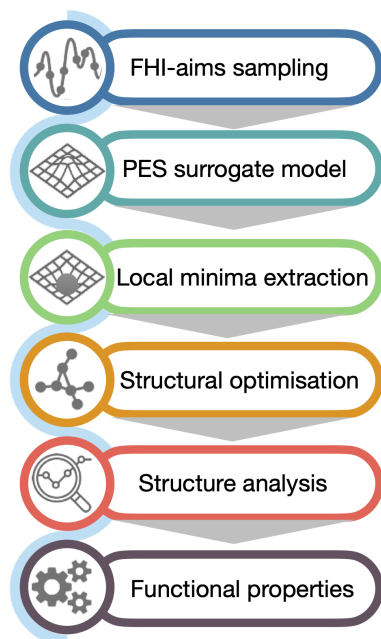 FHI-aims sampling
PES surrogate model
Local minima extraction
Structural optimisation
Structure analysis
Functional properties